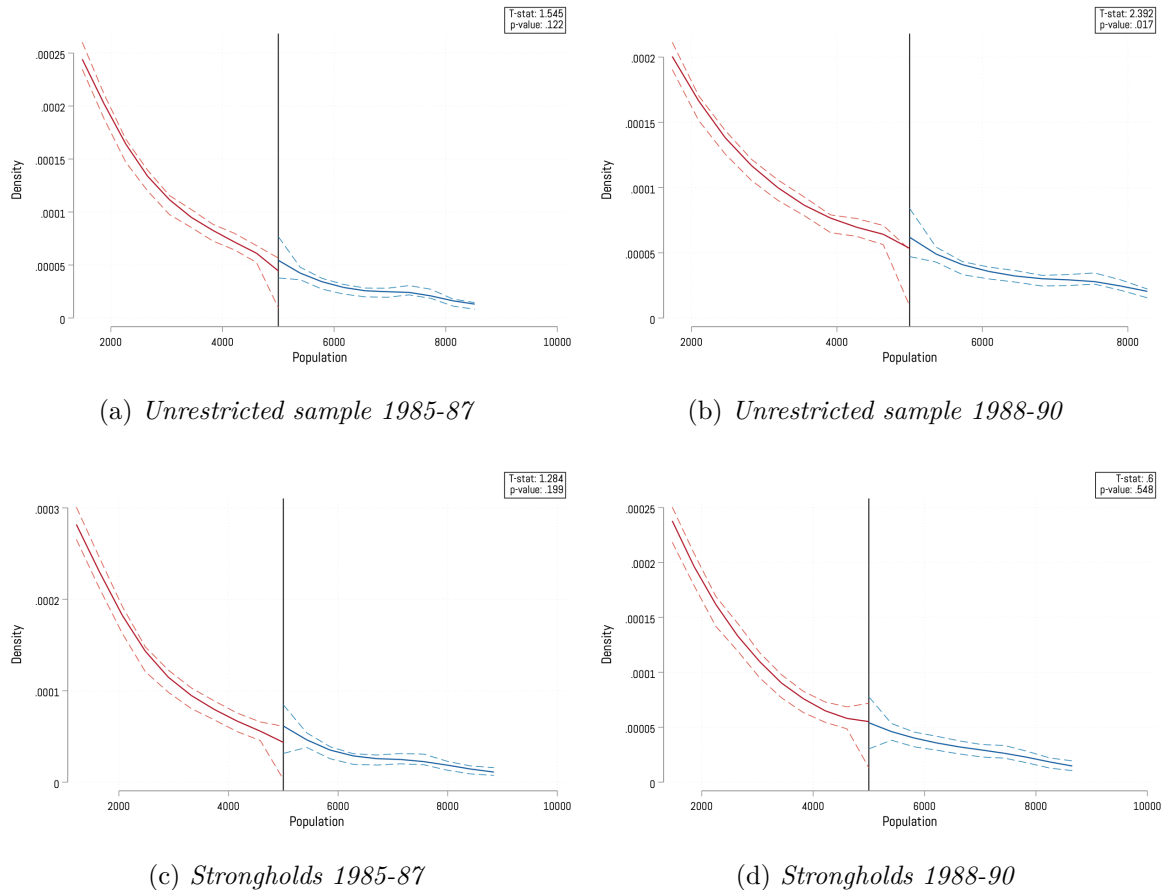 T-stat: 1.545
p-value: .122
.00025
.0002
.00015
.0001
.00005
0
Density
2000
4000
6000
8000
10000
Population
(a) Unrestricted sample 1985-87
T-stat: 2.392
p-value: .017
.0002
.00015
.0001
.00005
0
Density
2000
4000
6000
8000
Population
(b) Unrestricted sample 1988-90
T-stat: 1.284
p-value: .199
.0003
.0002
.0001
0
Density
2000
4000
6000
8000
10000
Population
(c) Strongholds 1985-87
T-stat: .6
p-value: .548
.00025
.0002
.00015
.0001
.00005
0
Density
2000
4000
6000
8000
10000
Population
(d) Strongholds 1988-90